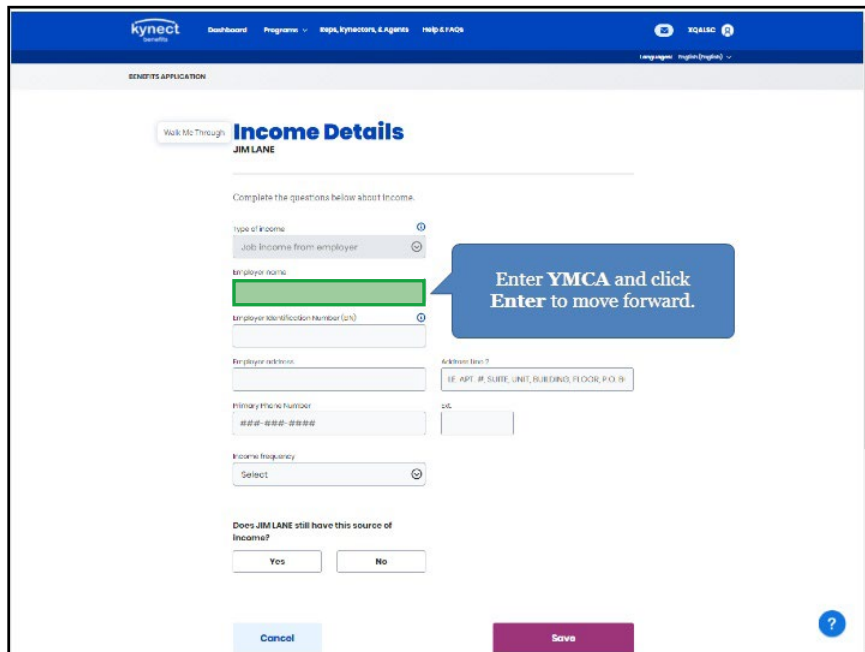 kynect
benefits
Dashboard Programs Reps, kynectors, & Agents Help & FAQs XQALSC
Languages: English (English)
BENEFITS APPLICATION
Walk Me Through
Income Details
JIM LANE
Complete the questions below about income.
Type of income
Job income from employer
Employer name
Enter YMCA and click
Enter to move forward.
Employer Identification Number (EIN)
Employer address Address Line 2
I.E. APT. #, SUITE, UNIT, BUILDING, FLOOR, P.O. B
Primary Phone Number Ext.
###-###-####
Income frequency
Select
Does JIM LANE still have this source of
income?
Yes No
Cancel Save
?